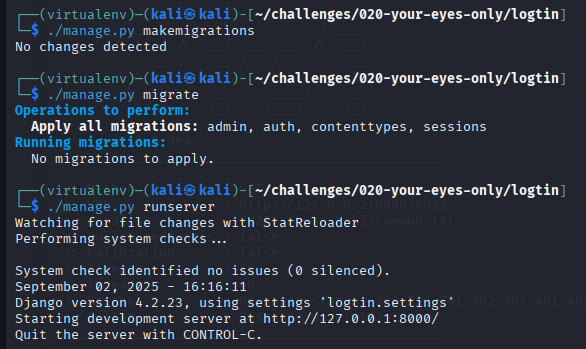 ┌──(virtualenv)─(kali㉿kali)-[~/challenges/020-your-eyes-only/logtin]
└─$ ./manage.py makemigrations
No changes detected
┌──(virtualenv)─(kali㉿kali)-[~/challenges/020-your-eyes-only/logtin]
└─$ ./manage.py migrate
Operations to perform:
  Apply all migrations: admin, auth, contenttypes, sessions
Running migrations:
  No migrations to apply.
┌──(virtualenv)─(kali㉿kali)-[~/challenges/020-your-eyes-only/logtin]
└─$ ./manage.py runserver
Watching for file changes with StatReloader
Performing system checks...
System check identified no issues (0 silenced).
September 02, 2025 - 16:16:11
Django version 4.2.23, using settings 'logtin.settings'
Starting development server at http://127.0.0.1:8000/
Quit the server with CONTROL-C.